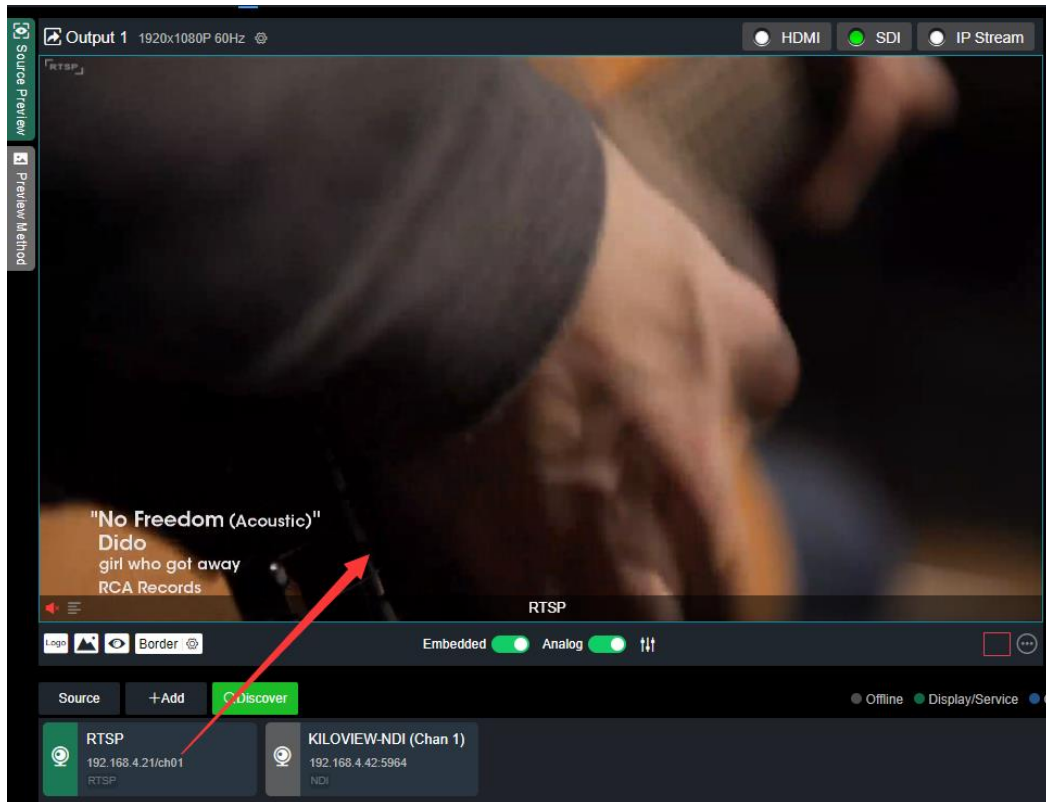 Output 1 1920x1080P 60Hz
HDMI
SDI
IP Stream
Source Preview
Preview Method
RTSP
"No Freedom (Acoustic)"
Dido
girl who got away
RCA Records
RTSP
Logo
Border
Embedded
Analog
Source
+Add
Discover
Offline
Display/Service
RTSP
192.168.4.21/ch01
RTSP
KILOVIEW-NDI (Chan 1)
192.168.4.42:5964
NDI